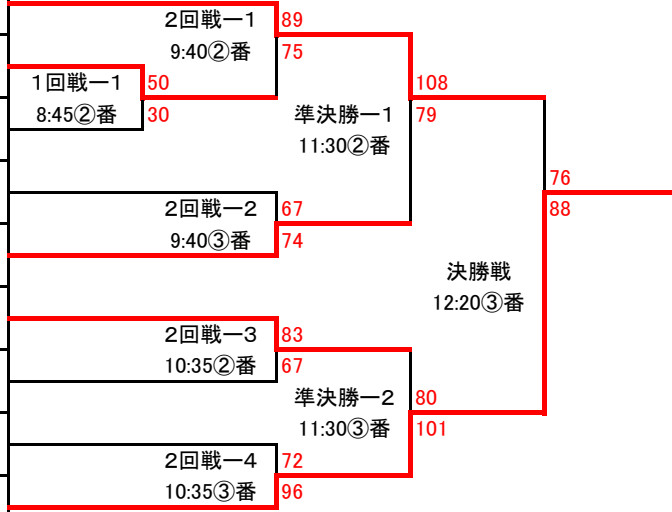 2回戦ー1
9:40②番
89
75
1回戦ー1
8:45②番
50
30
準決勝ー1
11:30②番
108
79
2回戦ー2
9:40③番
67
74
決勝戦
12:20③番
76
88
2回戦ー3
10:35②番
83
67
準決勝ー2
11:30③番
80
101
2回戦ー4
10:35③番
72
96